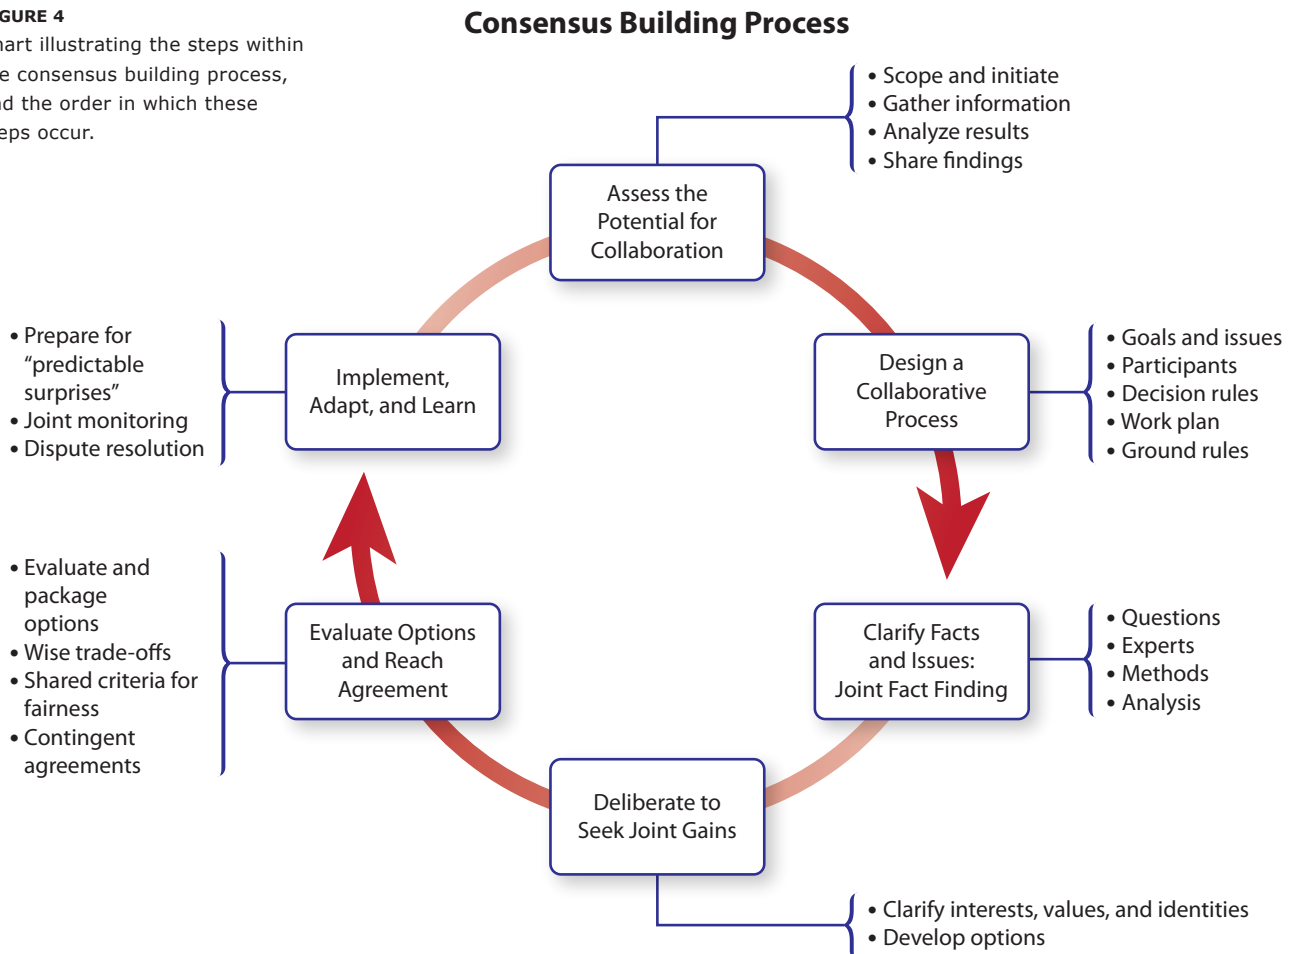 GURE 4
hart illustrating the steps within
e consensus building process,
d the order in which these
eps occur.
Consensus Building Process
• Scope and initiate
• Gather information
• Analyze results
• Share findings
Assess the
Potential for
Collaboration
Design a
Collaborative
Process
• Goals and issues
• Participants
• Decision rules
• Work plan
• Ground rules
Clarify Facts
and Issues:
Joint Fact Finding
• Questions
• Experts
• Methods
• Analysis
Deliberate to
Seek Joint Gains
• Clarify interests, values, and identities
• Develop options
Evaluate Options
and Reach
Agreement
• Evaluate and
package
options
• Wise trade-offs
• Shared criteria for
fairness
• Contingent
agreements
Implement,
Adapt, and Learn
• Prepare for
“predictable
surprises”
• Joint monitoring
• Dispute resolution